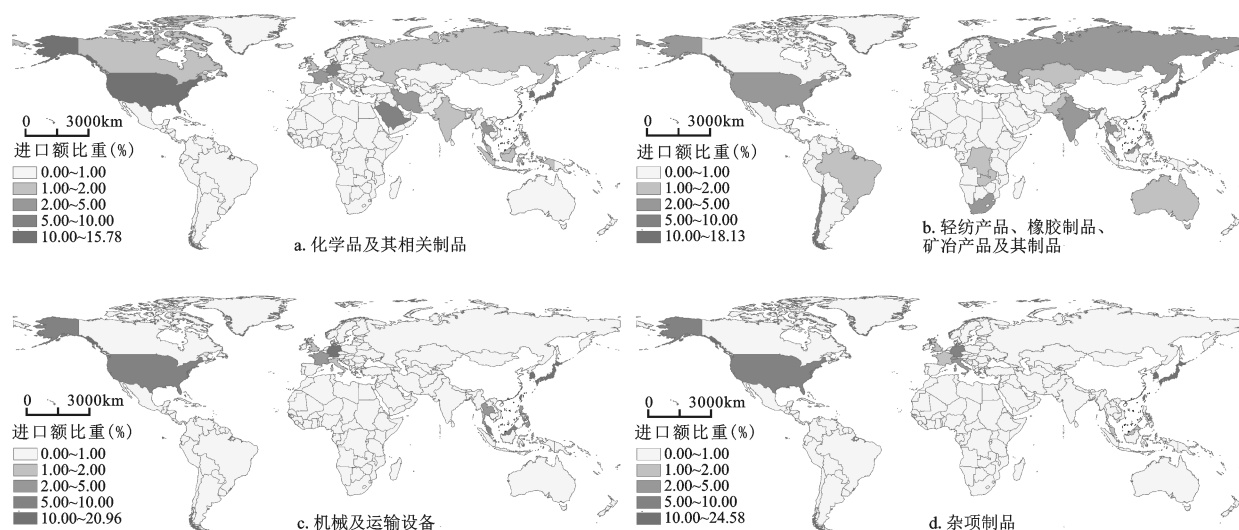 0 3000km
进口额比重(%)
0.00~1.00
1.00~2.00
2.00~5.00
5.00~10.00
10.00~15.78
a. 化学品及其相关制品
0 3000km
进口额比重(%)
0.00~1.00
1.00~2.00
2.00~5.00
5.00~10.00
10.00~18.13
b. 轻纺产品、橡胶制品、
矿冶产品及其制品
0 3000km
进口额比重(%)
0.00~1.00
1.00~2.00
2.00~5.00
5.00~10.00
10.00~20.96
c. 机械及运输设备
0 3000km
进口额比重(%)
0.00~1.00
1.00~2.00
2.00~5.00
5.00~10.00
10.00~24.58
d. 杂项制品